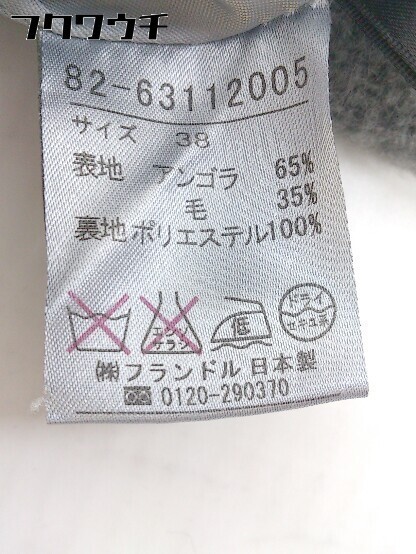 フクワウチ
82-63112005
サイズ 38
表地 アンゴラ 65%
毛 35%
裏地 ポリエステル100%
エンソ サラシ 低 ドライ セキユ系
㈱フランドル 日本製
0120-290370